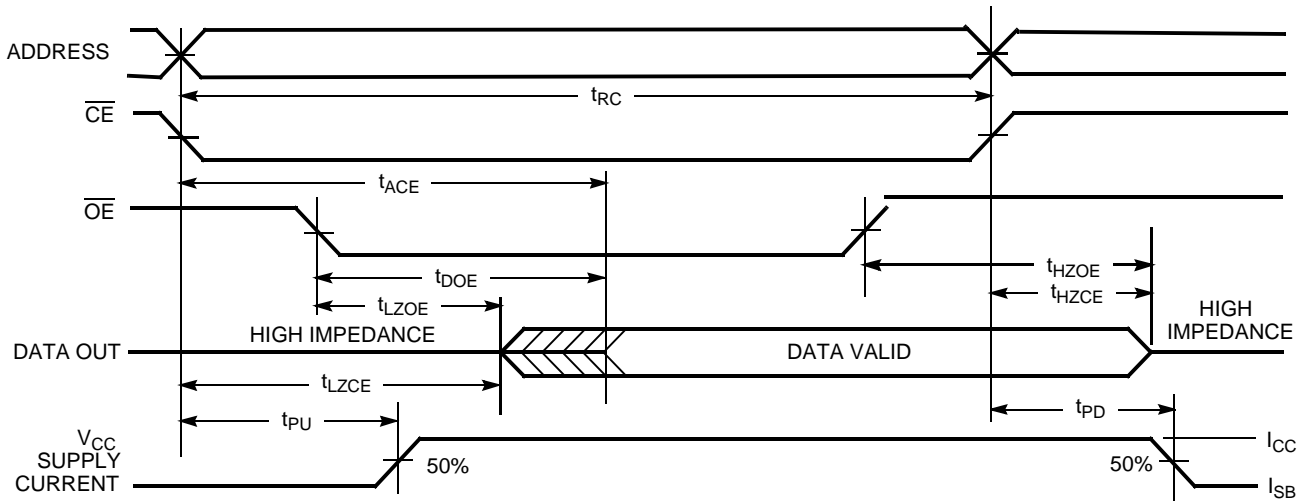 ADDRESS
tRC
CE
tACE
OE
tDOE
tHZOE
tLZOE
tHZCE
HIGH IMPEDANCE
HIGH
IMPEDANCE
DATA OUT
DATA VALID
tLZCE
tPU
tPD
VCC
SUPPLY
CURRENT
50%
50%
ICC
ISB